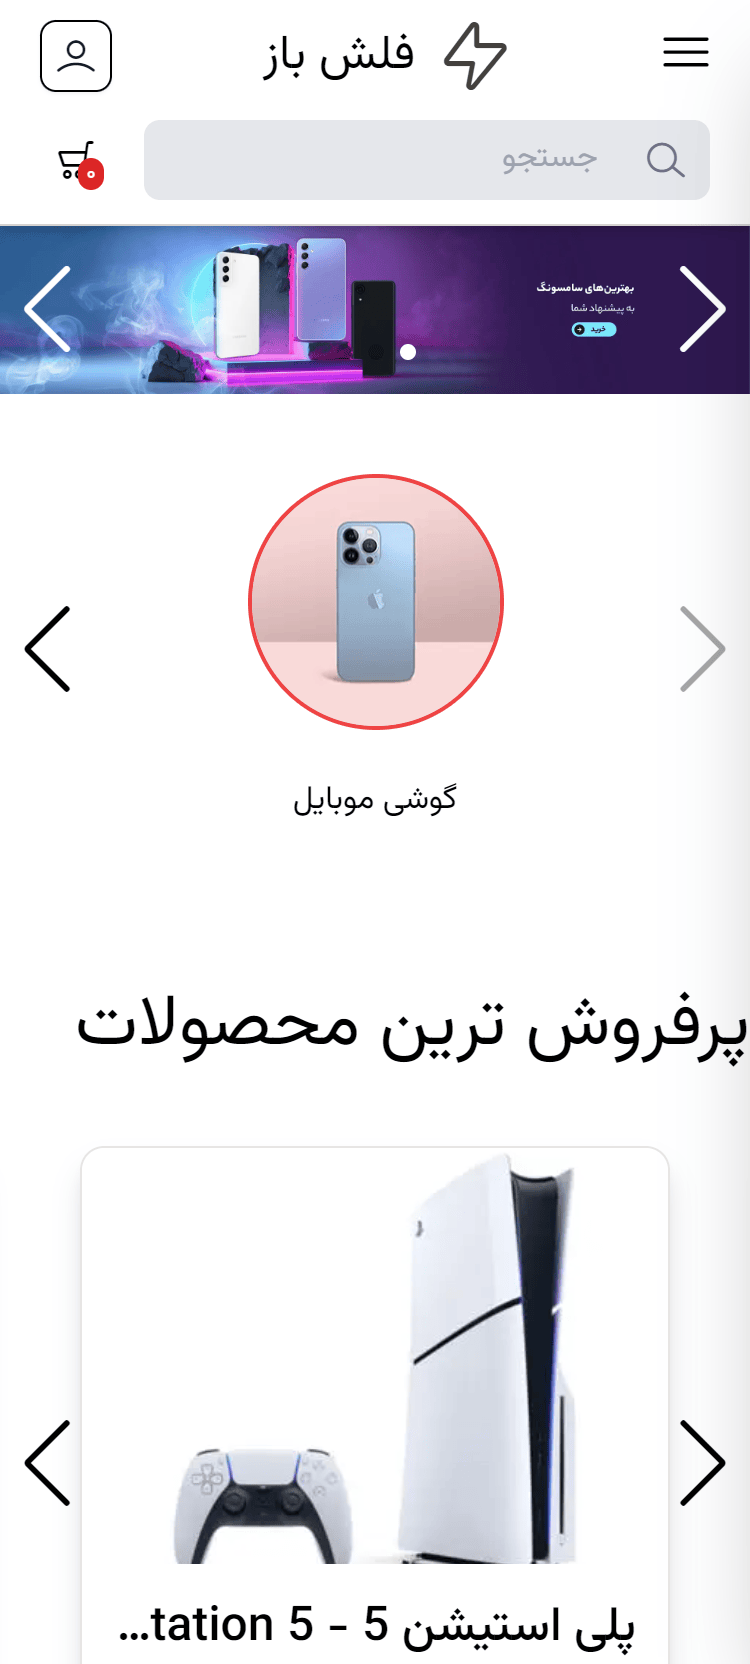 فلش باز
جستجو
0
بهترین‌های سامسونگ
به پیشنهاد شما
خرید
گوشی موبایل
پرفروش ترین محصولات
پلی استیشن 5 - tation 5...